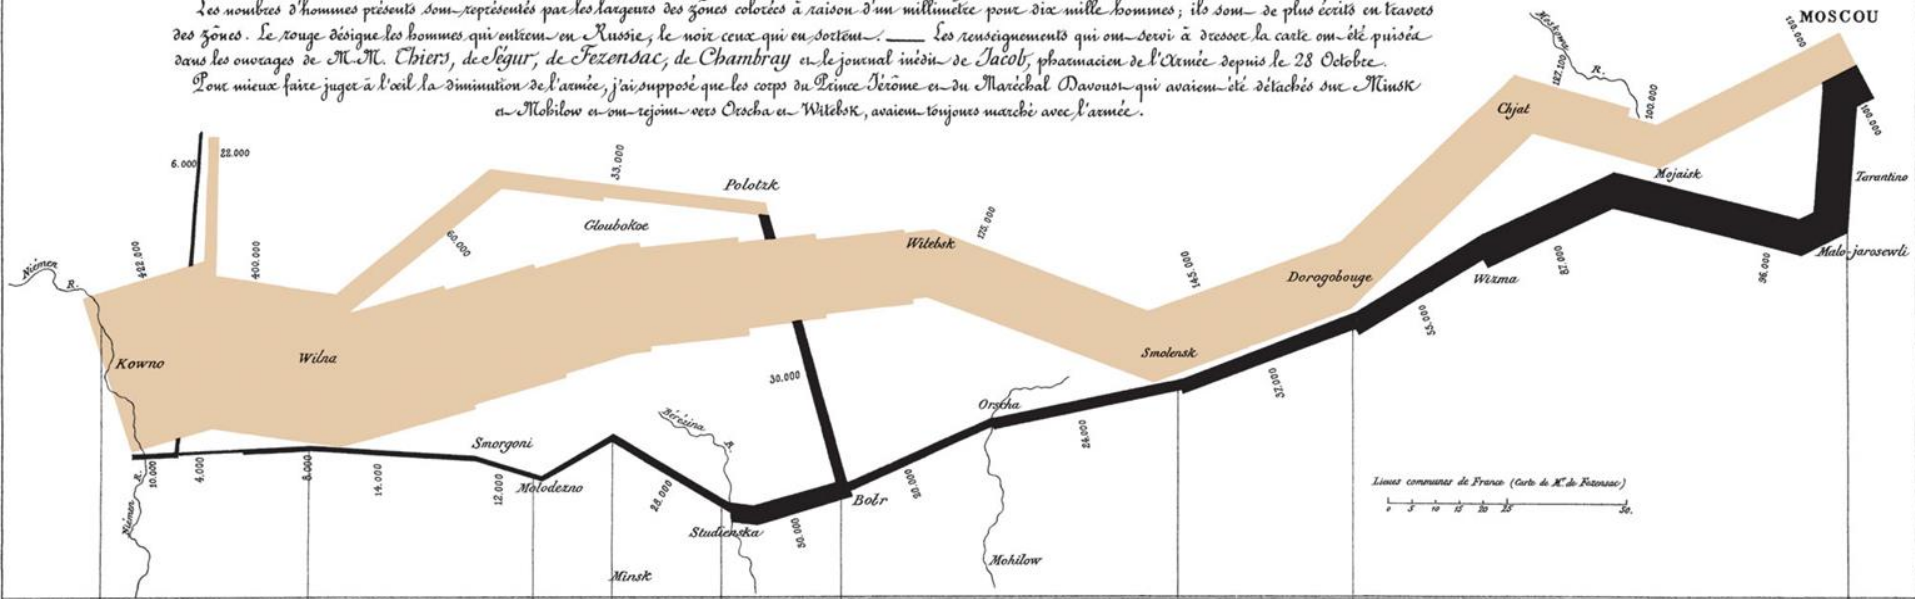 Les nombres d'hommes présents sont représentés par les largeurs des zônes colorées à raison d'un millimètre pour dix mille hommes; ils sont de plus écrits en travers
des zônes. Le rouge désigne les hommes qui entrent en Russie, le noir ceux qui en sortent. — Les renseignements qui ont servi à dresser la carte ont été puisés
dans les ouvrages de M.M. Chiers, de Ségur, de Fezensac, de Chambray et le journal inédit de Jacob, pharmacien de l'Armée depuis le 28 Octobre.
Pour mieux faire juger à l'œil la diminution de l'armée, j'ai supposé que les corps du Prince Jérôme et du Maréchal Davoust qui avaient été détachés sur Minsk
et Mohilow et ont rejoint vers Orscha et Witebsk, avaient toujours marché avec l'armée.
MOSCOU
100.000
Moskowa
R.
127.100
100.000
Chjat
100.000
Mojaisk
Tarantino
6.000
22.000
33.000
Polotzk
Gloubokoe
60.000
422.000
400.000
175.000
Witebsk
145.000
Dorogobouge
Wizma
87.000
96.000
Malo-jarosewli
55.000
Niémen
R.
Kowno
Wilna
Smolensk
30.000
37.000
Orscha
24.000
Bérézina
R.
Smorgoni
10.000
4.000
8.000
14.000
12.000
Molodezno
28.000
Studienska
50.000
Bobr
20.000
Niémen
R.
Minsk
Mohilow
Lieues communes de France (Carte de M. de Fezensac)
0 5 10 15 20 25 50.